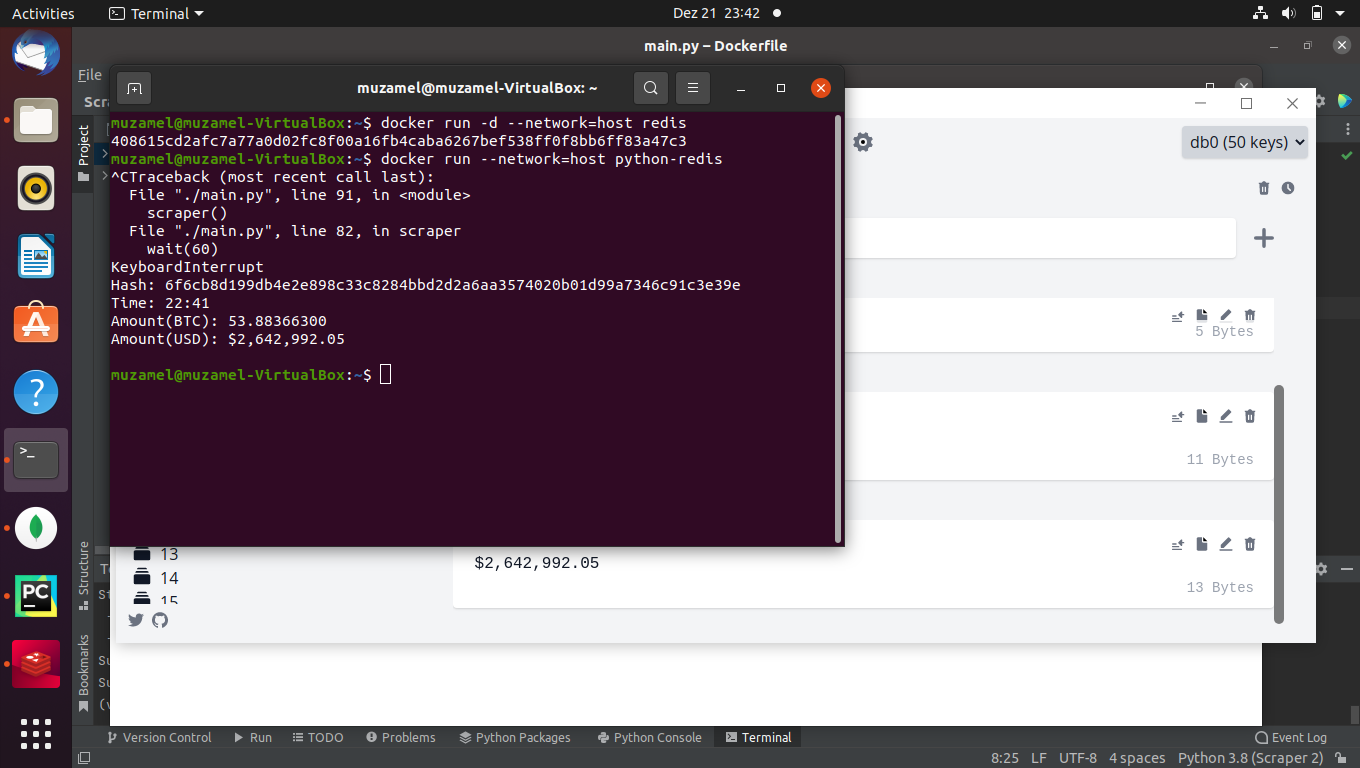 Activities
Terminal
Dez 21 23:42
main.py – Dockerfile
File
Scra
muzamel@muzamel-VirtualBox: ~
Project
muzamel@muzamel-VirtualBox:~$ docker run -d --network=host redis
408615cd2afc7a77a0d02fc8f00a16fb4caba6267bef538ff0f8bb6ff83a47c3
muzamel@muzamel-VirtualBox:~$ docker run --network=host python-redis
^CTraceback (most recent call last):
File "./main.py", line 91, in <module>
scraper()
File "./main.py", line 82, in scraper
wait(60)
KeyboardInterrupt
Hash: 6f6cb8d199db4e2e898c33c8284bbd2d2a6aa3574020b01d99a7346c91c3e39e
Time: 22:41
Amount(BTC): 53.88366300
Amount(USD): $2,642,992.05
muzamel@muzamel-VirtualBox:~$
db0 (50 keys)
5 Bytes
11 Bytes
13
14
15
$2,642,992.05
13 Bytes
Structure
Bookmarks
Te
St
Su
Su
(v
Version Control
Run
TODO
Problems
Python Packages
Python Console
Terminal
Event Log
8:25
LF
UTF-8
4 spaces
Python 3.8 (Scraper 2)
PC